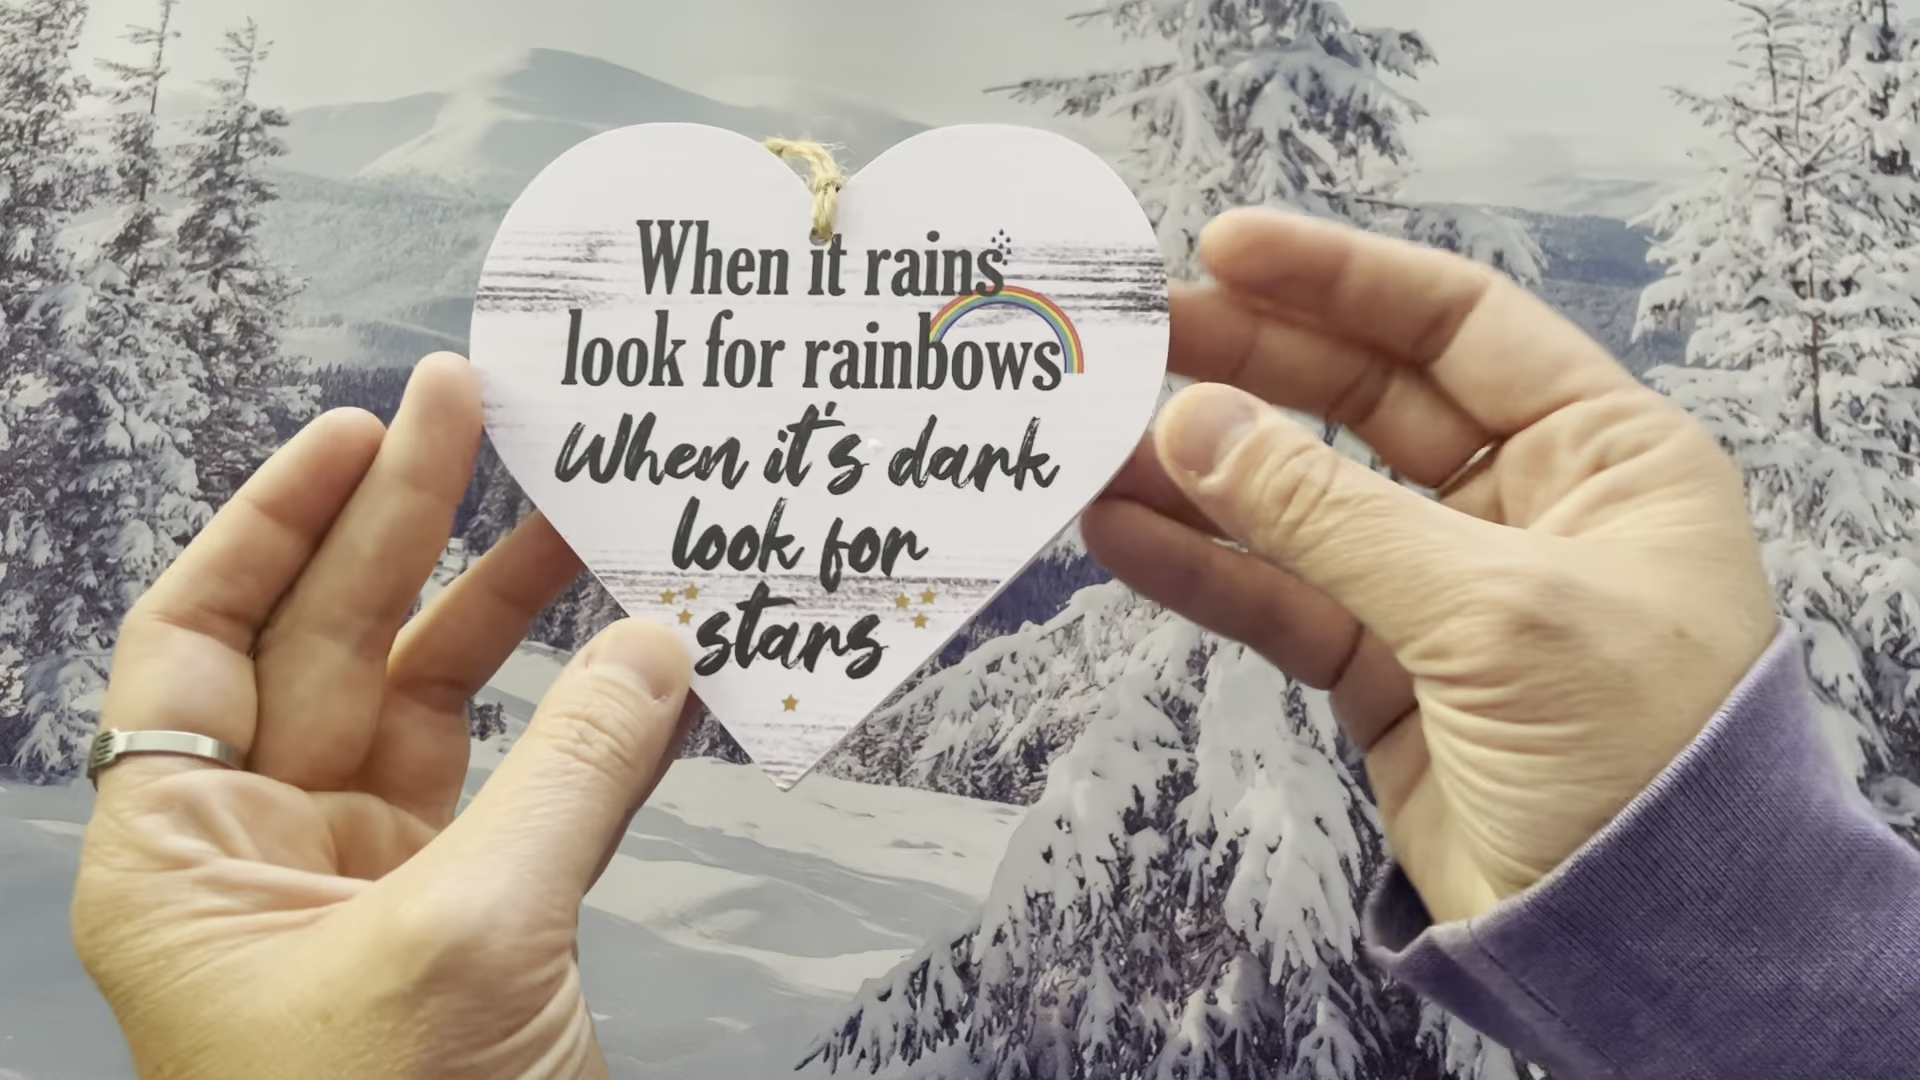 When it rains
look for rainbows
When it's dark
look for
stars